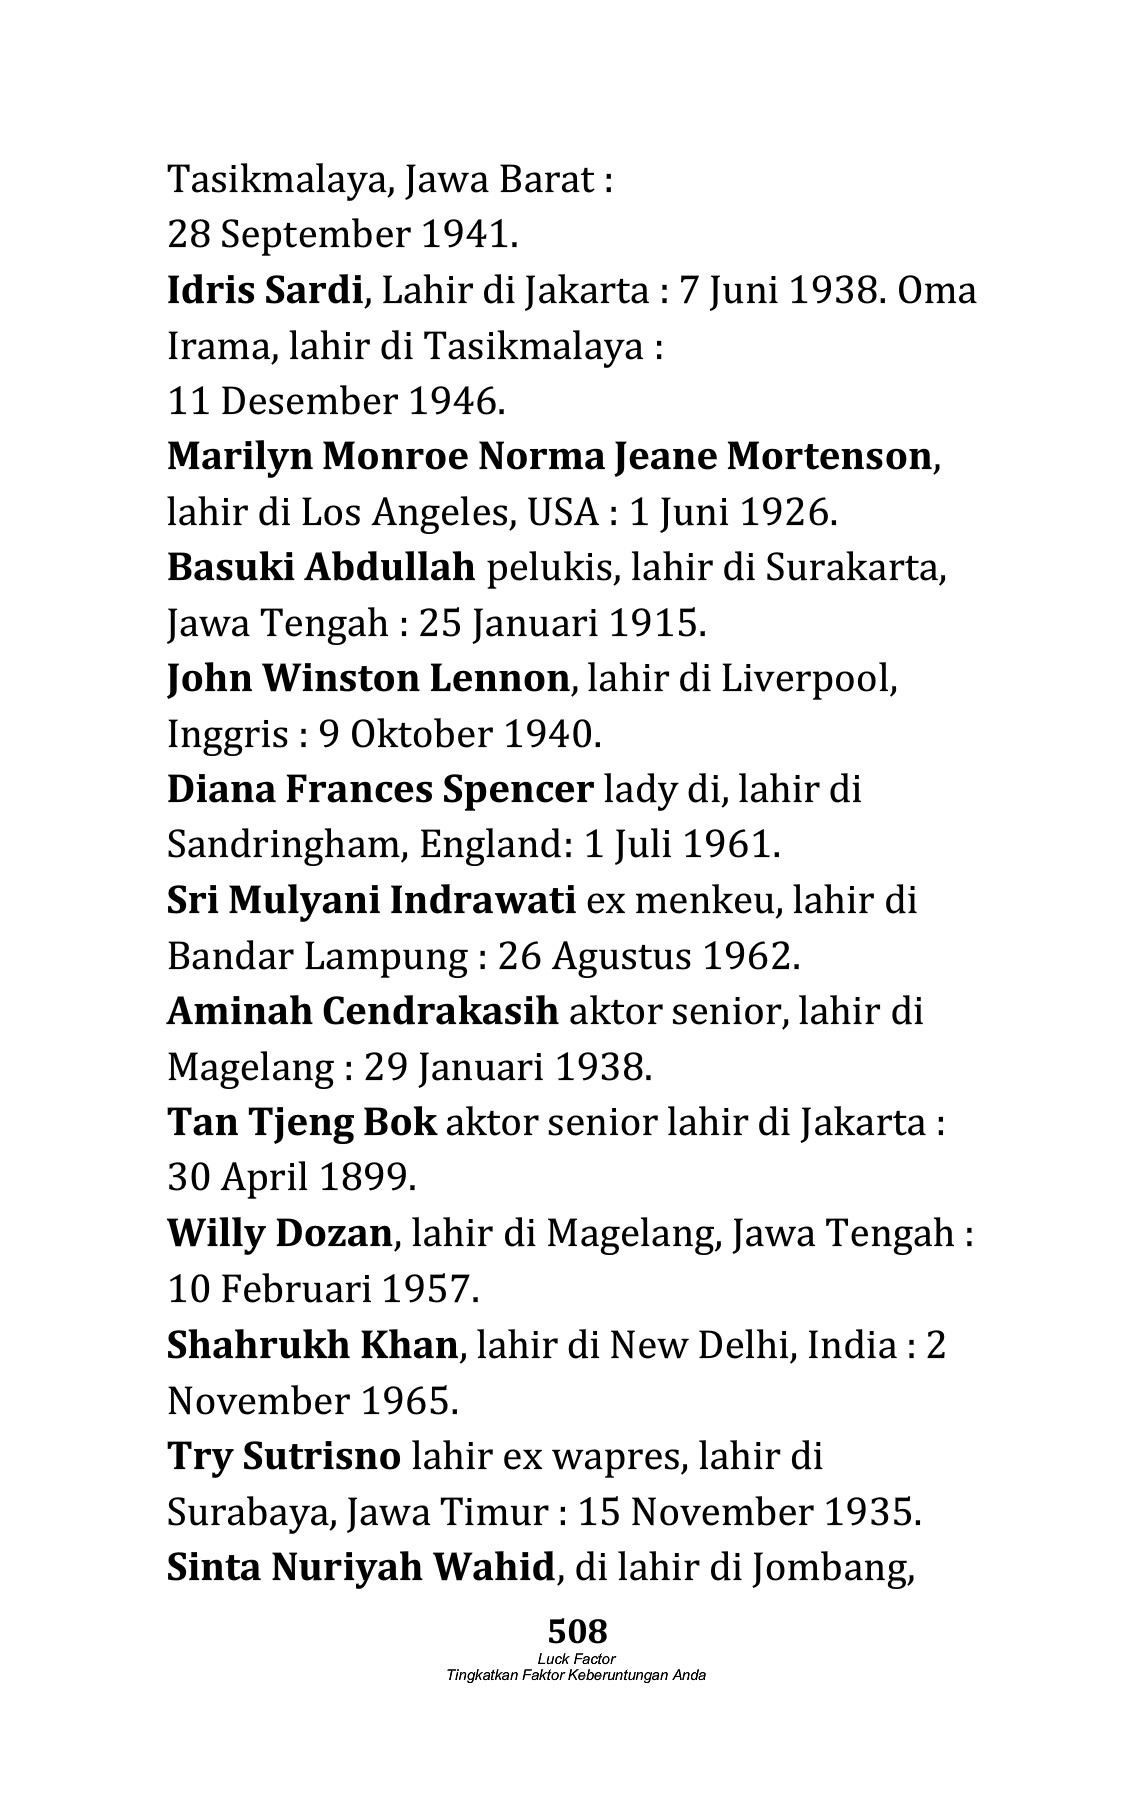 Tasikmalaya, Jawa Barat :
28 September 1941.
Idris Sardi, Lahir di Jakarta : 7 Juni 1938. Oma
Irama, lahir di Tasikmalaya :
11 Desember 1946.
Marilyn Monroe Norma Jeane Mortenson,
lahir di Los Angeles, USA : 1 Juni 1926.
Basuki Abdullah pelukis, lahir di Surakarta,
Jawa Tengah : 25 Januari 1915.
John Winston Lennon, lahir di Liverpool,
Inggris : 9 Oktober 1940.
Diana Frances Spencer lady di, lahir di
Sandringham, England: 1 Juli 1961.
Sri Mulyani Indrawati ex menkeu, lahir di
Bandar Lampung : 26 Agustus 1962.
Aminah Cendrakasih aktor senior, lahir di
Magelang : 29 Januari 1938.
Tan Tjeng Bok aktor senior lahir di Jakarta :
30 April 1899.
Willy Dozan, lahir di Magelang, Jawa Tengah :
10 Februari 1957.
Shahrukh Khan, lahir di New Delhi, India : 2
November 1965.
Try Sutrisno lahir ex wapres, lahir di
Surabaya, Jawa Timur : 15 November 1935.
Sinta Nuriyah Wahid, di lahir di Jombang,
508
Luck Factor
Tingkatkan Faktor Keberuntungan Anda